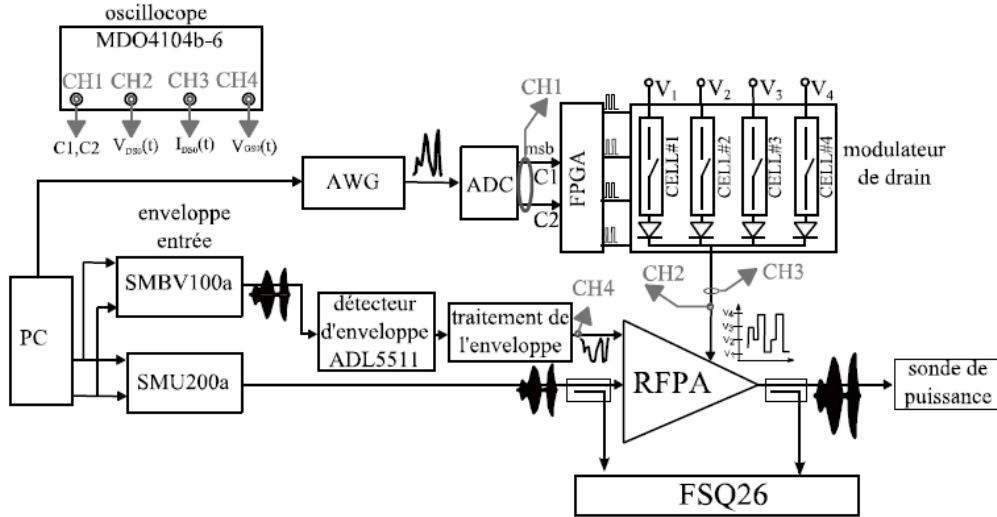 oscillocope
MDO4104b-6
CH1 CH2 CH3 CH4
C1,C2 V_DS0(t) I_DS0(t) V_GS0(t)
AWG
ADC
CH1
msb
C1
C2
FPGA
V1 V2 V3 V4
CELL#1
CELL#2
CELL#3
CELL#4
modulateur
de drain
enveloppe
entrée
PC
SMBV100a
SMU200a
détecteur
d'enveloppe
ADL5511
traitement de
l'enveloppe
CH4
CH2
CH3
V4
V3
V2
V1
RFPA
sonde de
puissance
FSQ26